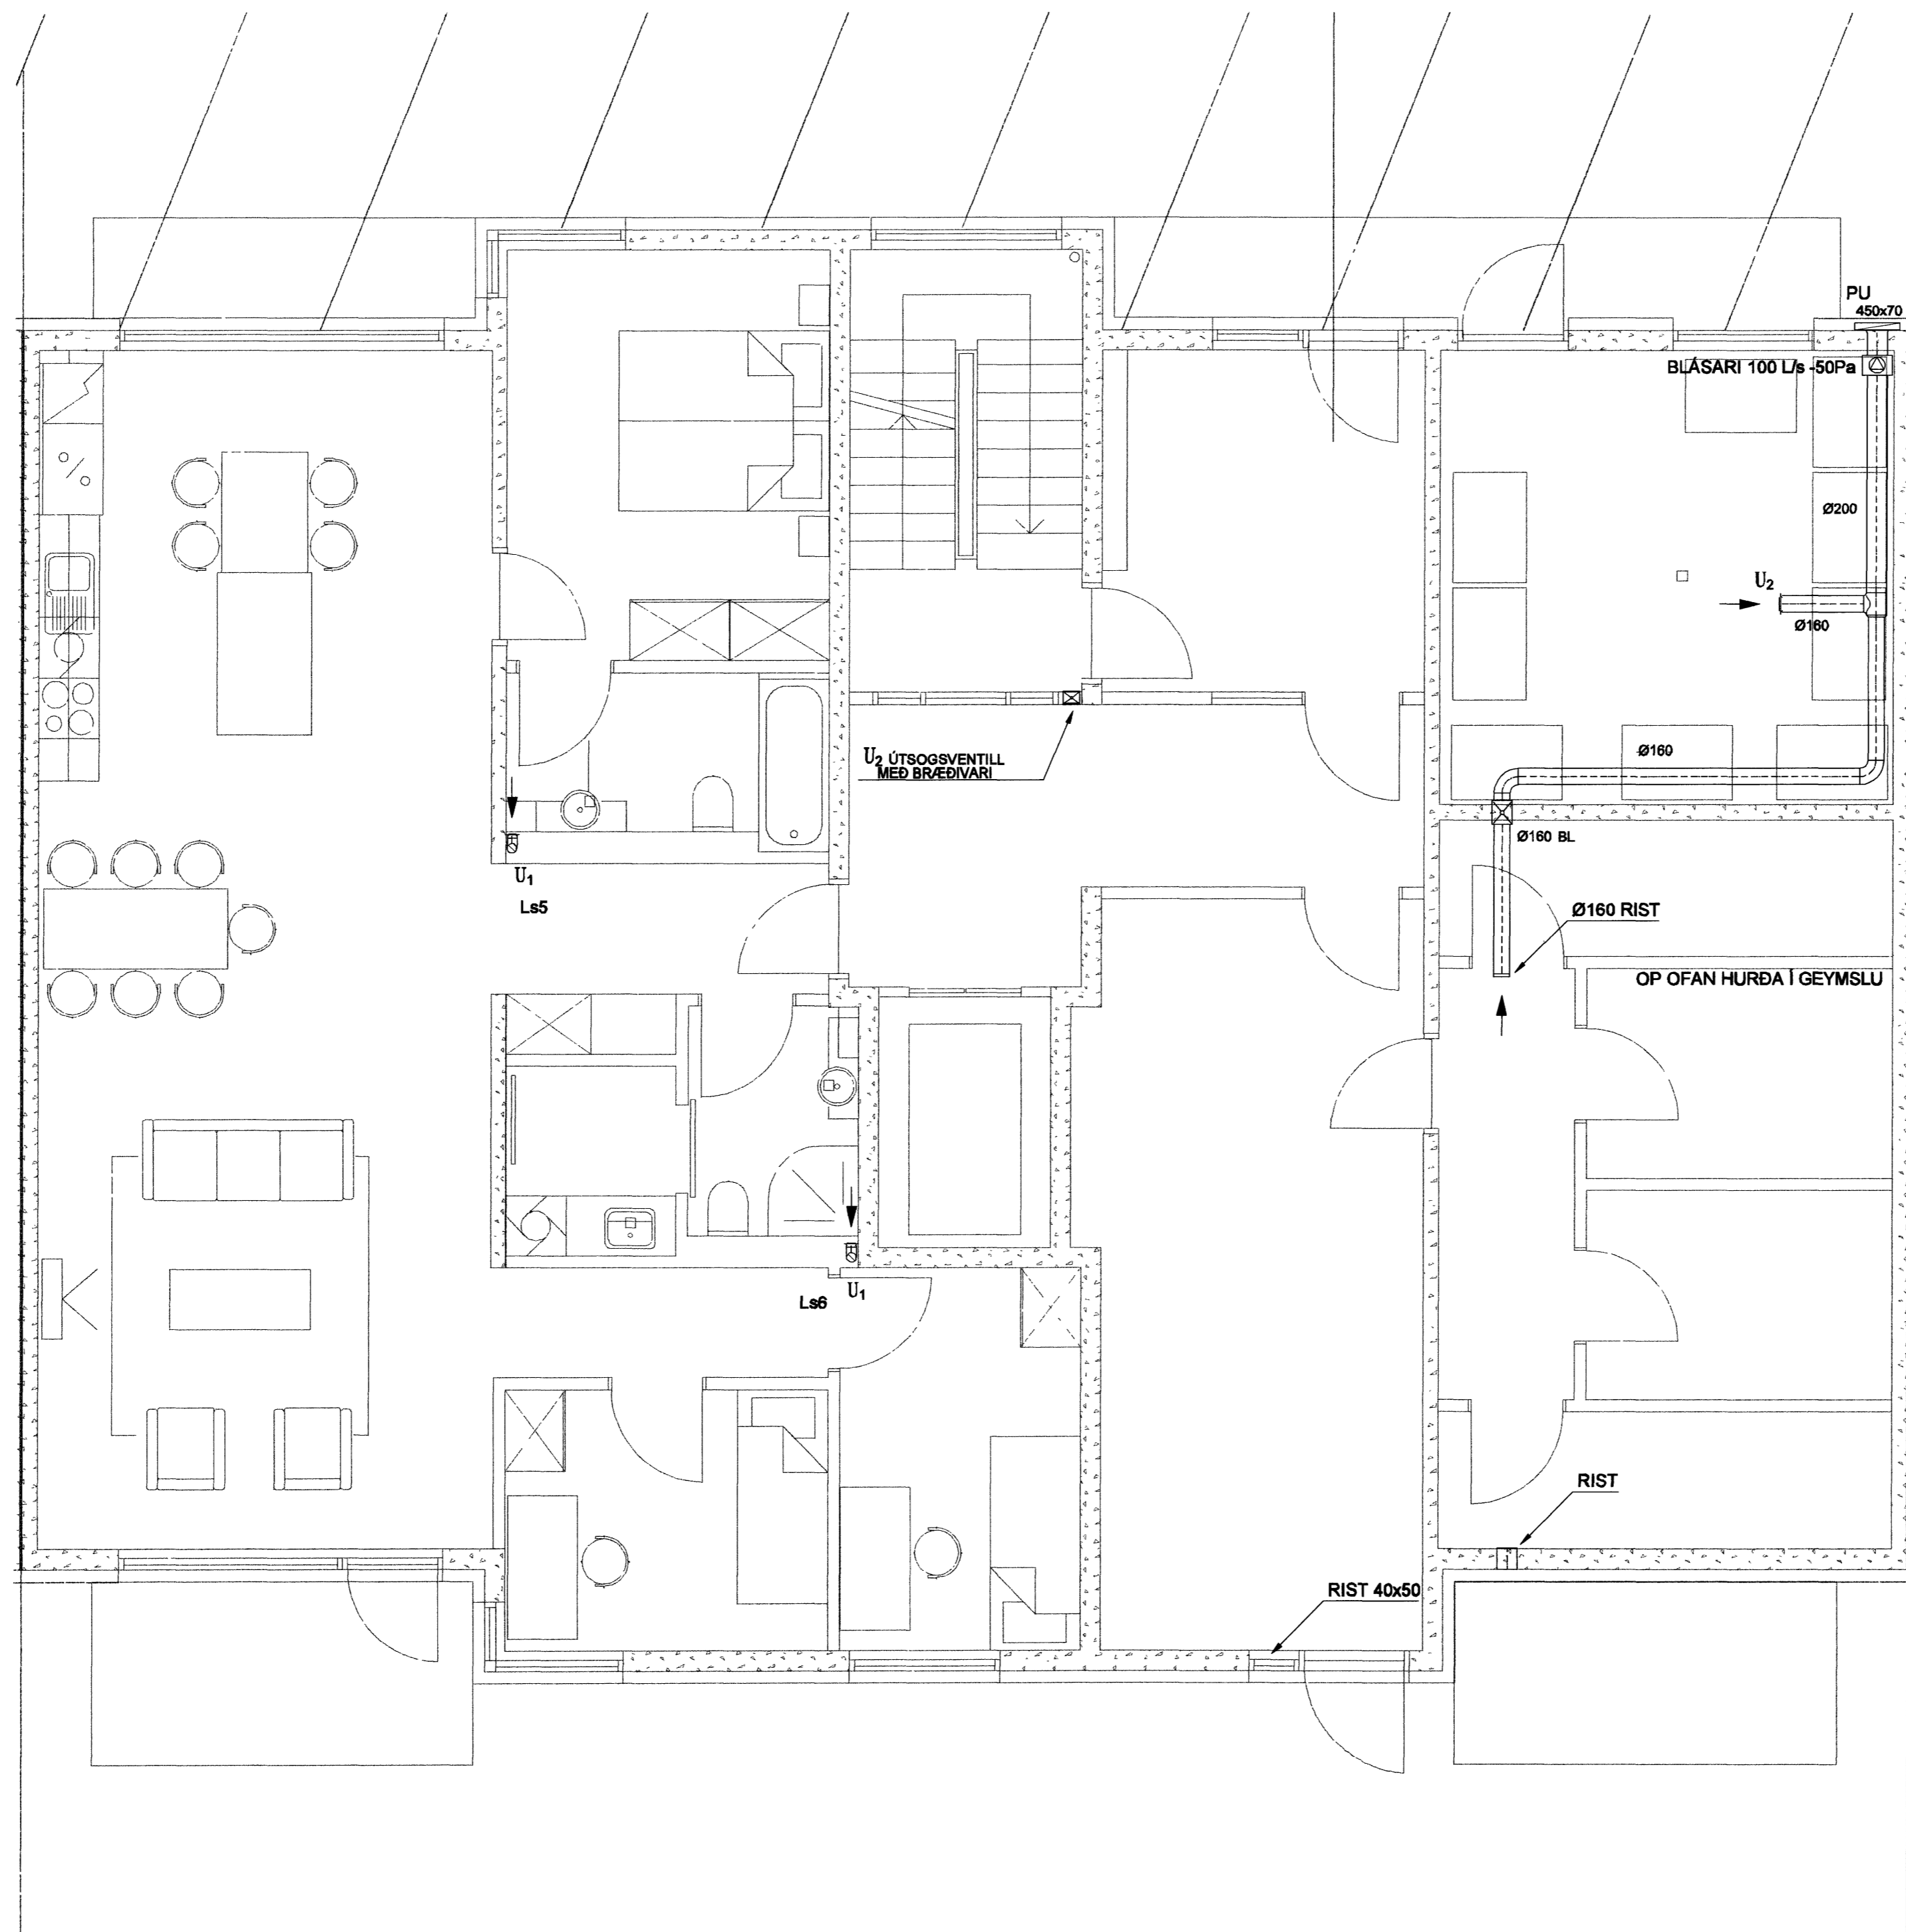 PU
450x70
BLÁSARI 100 L/s -50Pa
Ø200
U₂
Ø160
Ø160
U₂ ÚTSOGSVENTILL
MEÐ BRÆÐIVARI
Ø160 BL
U₁
Ls5
Ø160 RIST
OP OFAN HURÐA Í GEYMSLU
Ls6
U₁
RIST
RIST 40x50